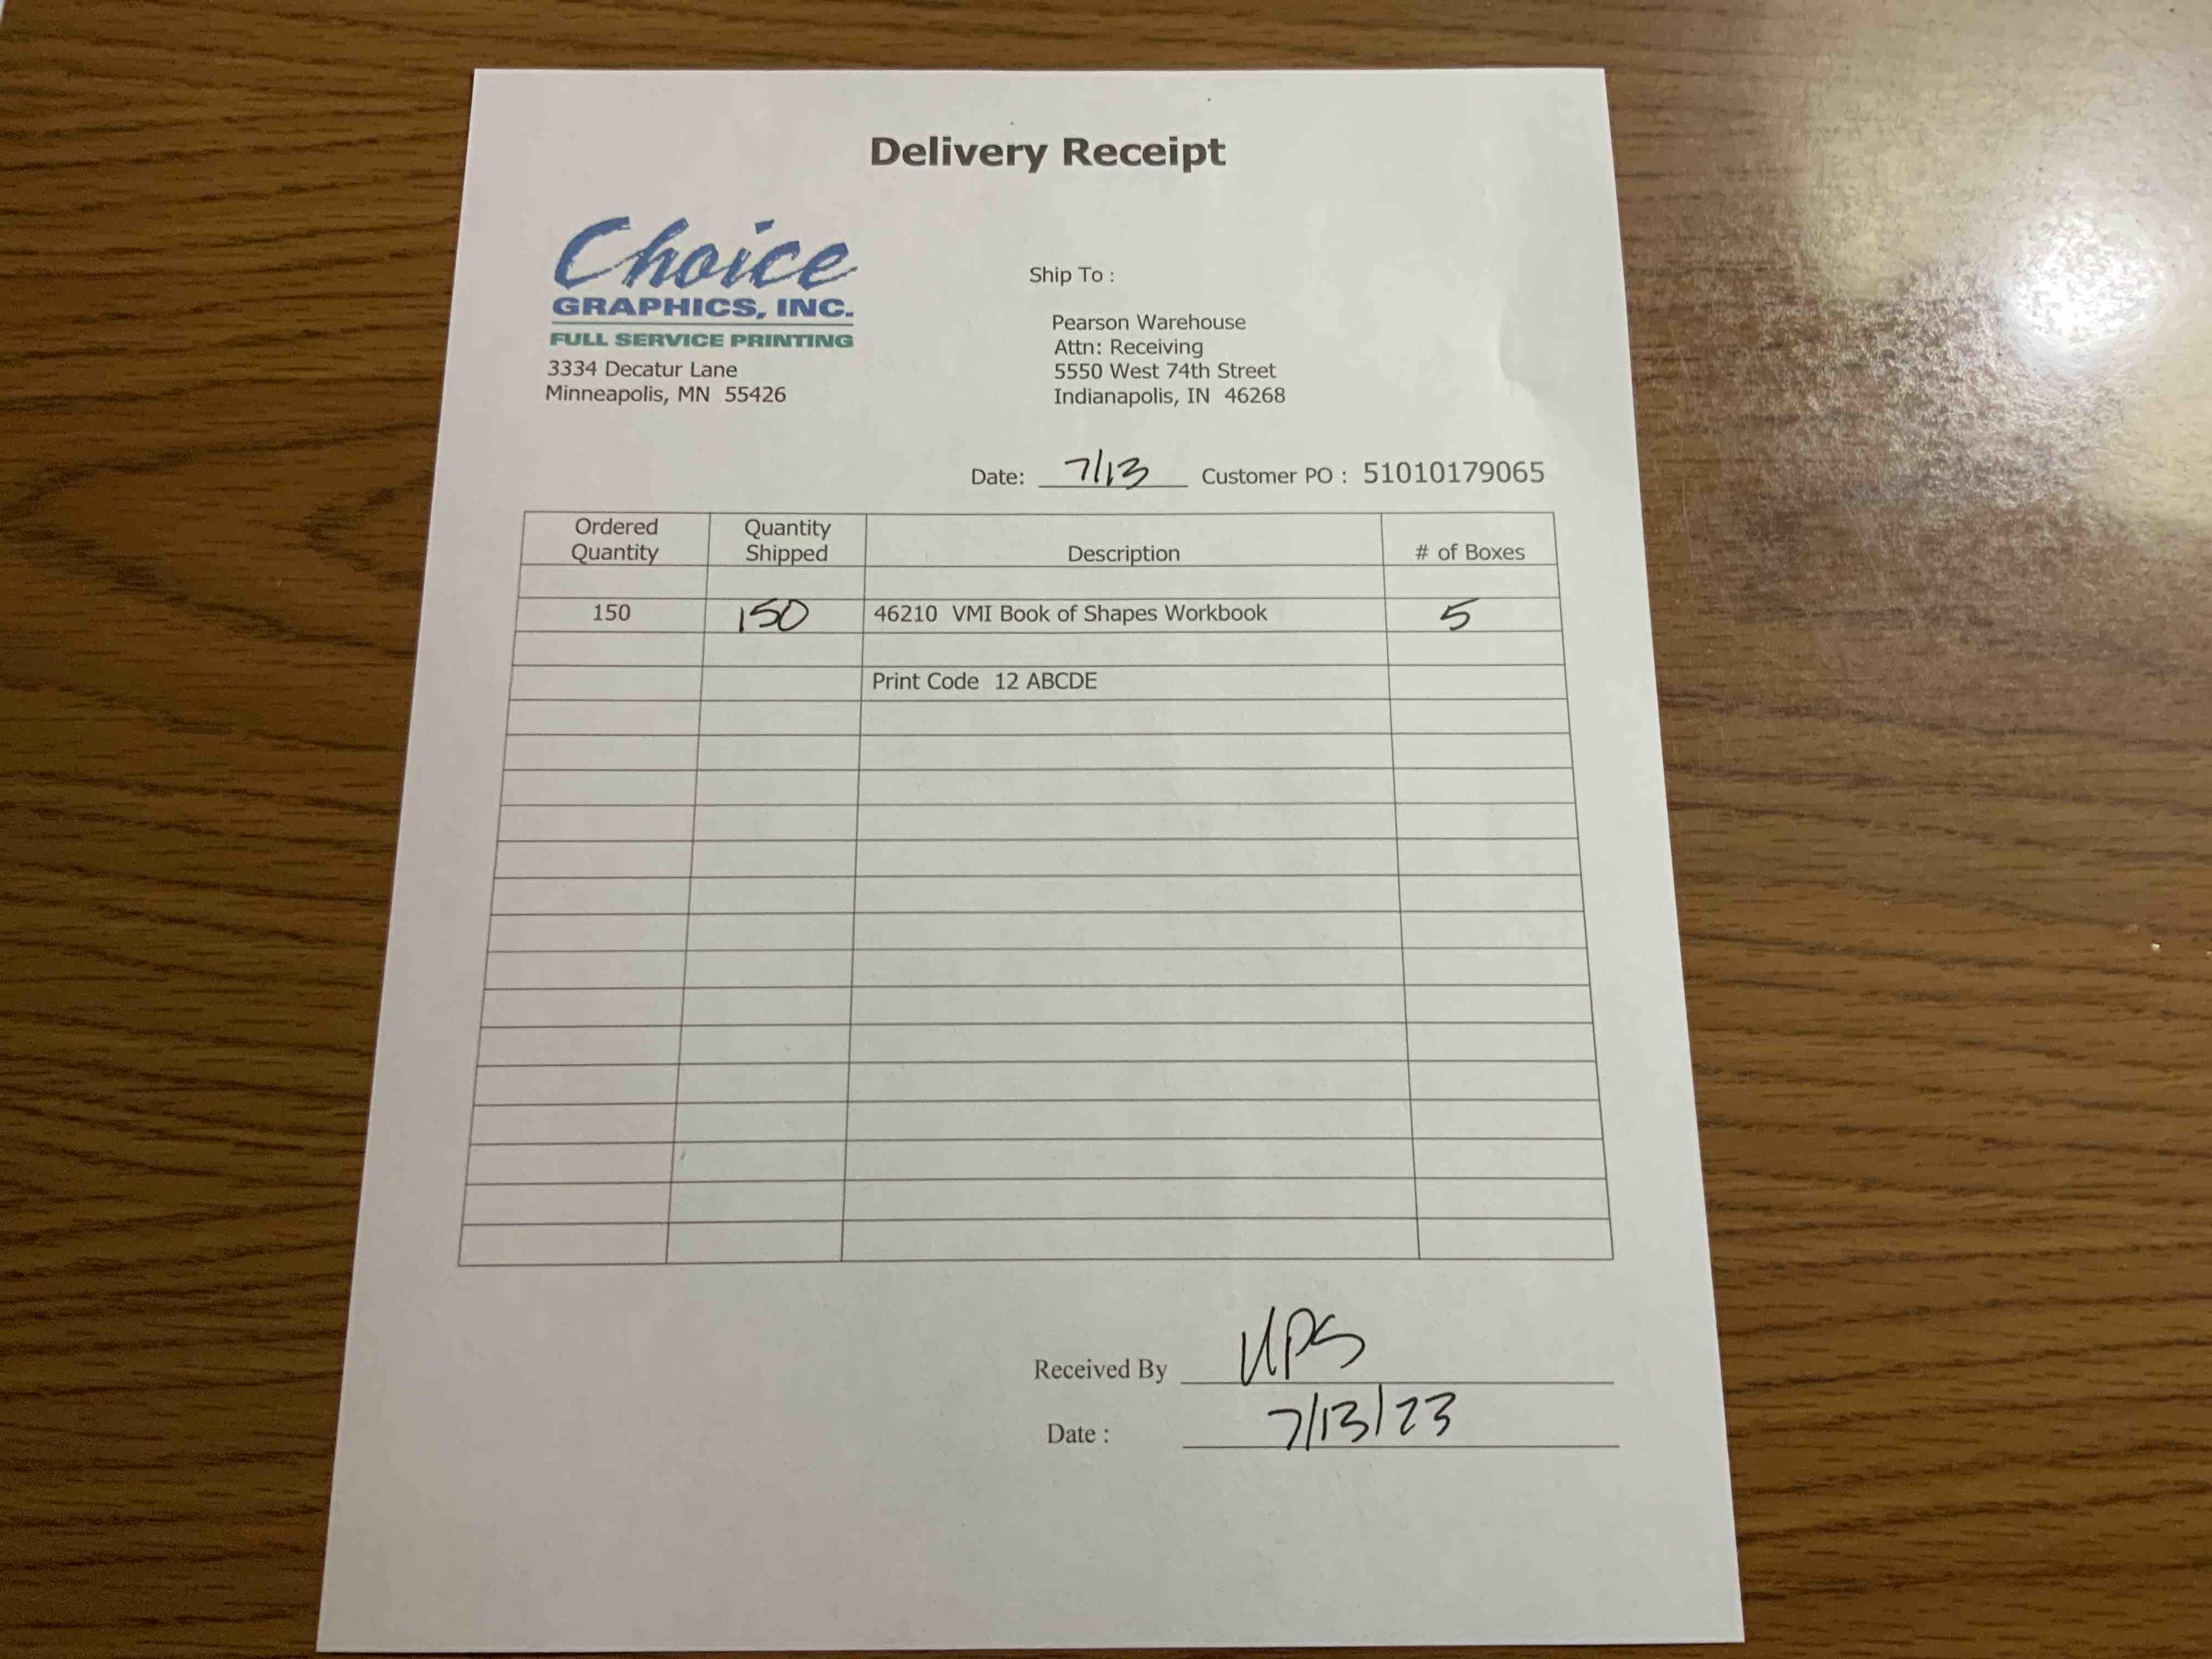 Delivery Receipt
Choice
GRAPHICS, INC.
FULL SERVICE PRINTING
3334 Decatur Lane
Minneapolis, MN 55426
Ship To :
Pearson Warehouse
Attn: Receiving
5550 West 74th Street
Indianapolis, IN 46268
Date: 7/13 Customer PO : 51010179065
Ordered Quantity Quantity Shipped Description # of Boxes
150 150 46210 VMI Book of Shapes Workbook 5
Print Code 12 ABCDE
Received By UPS
Date : 7/13/23